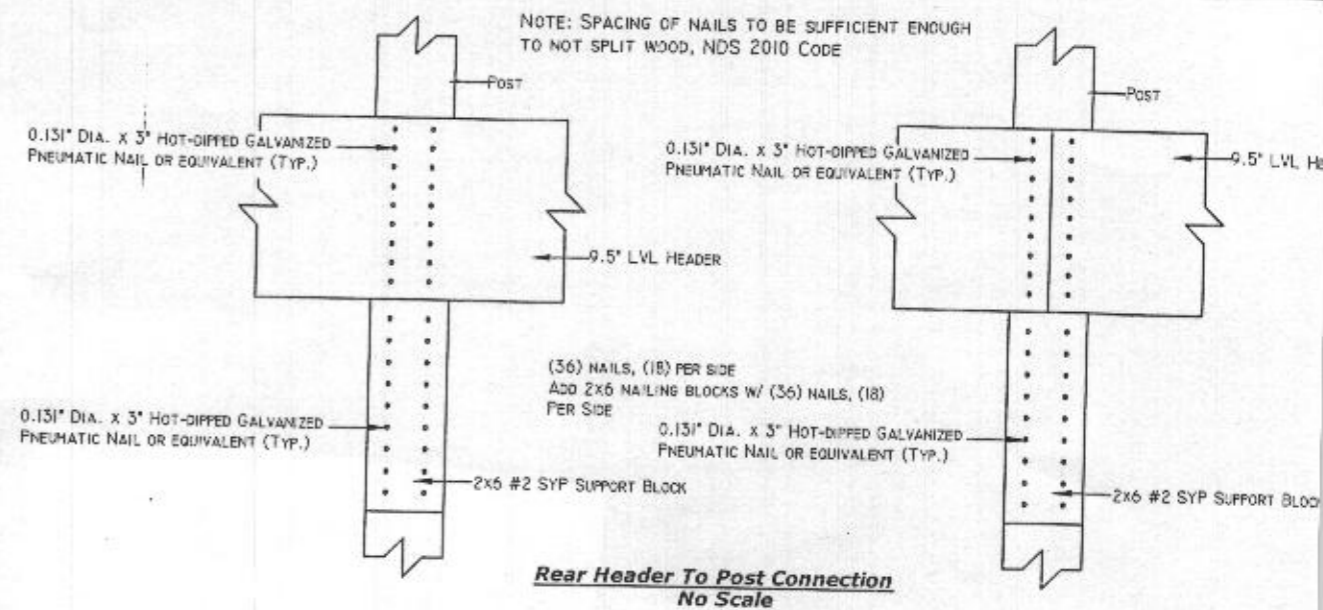 NOTE: SPACING OF NAILS TO BE SUFFICIENT ENOUGH
TO NOT SPLIT WOOD, NDS 2010 CODE
POST
0.131" DIA. X 3" HOT-DIPPED GALVANIZED
PNEUMATIC NAIL OR EQUIVALENT (TYP.)
9.5" LVL HEADER
0.131" DIA. X 3" HOT-DIPPED GALVANIZED
PNEUMATIC NAIL OR EQUIVALENT (TYP.)
2X6 #2 SYP SUPPORT BLOCK
(36) NAILS, (18) PER SIDE
ADD 2X6 NAILING BLOCKS W/ (36) NAILS, (18)
PER SIDE
POST
0.131" DIA. X 3" HOT-DIPPED GALVANIZED
PNEUMATIC NAIL OR EQUIVALENT (TYP.)
9.5" LVL
0.131" DIA. X 3" HOT-DIPPED GALVANIZED
PNEUMATIC NAIL OR EQUIVALENT (TYP.)
2X6 #2 SYP SUPPORT
Rear Header To Post Connection
No Scale